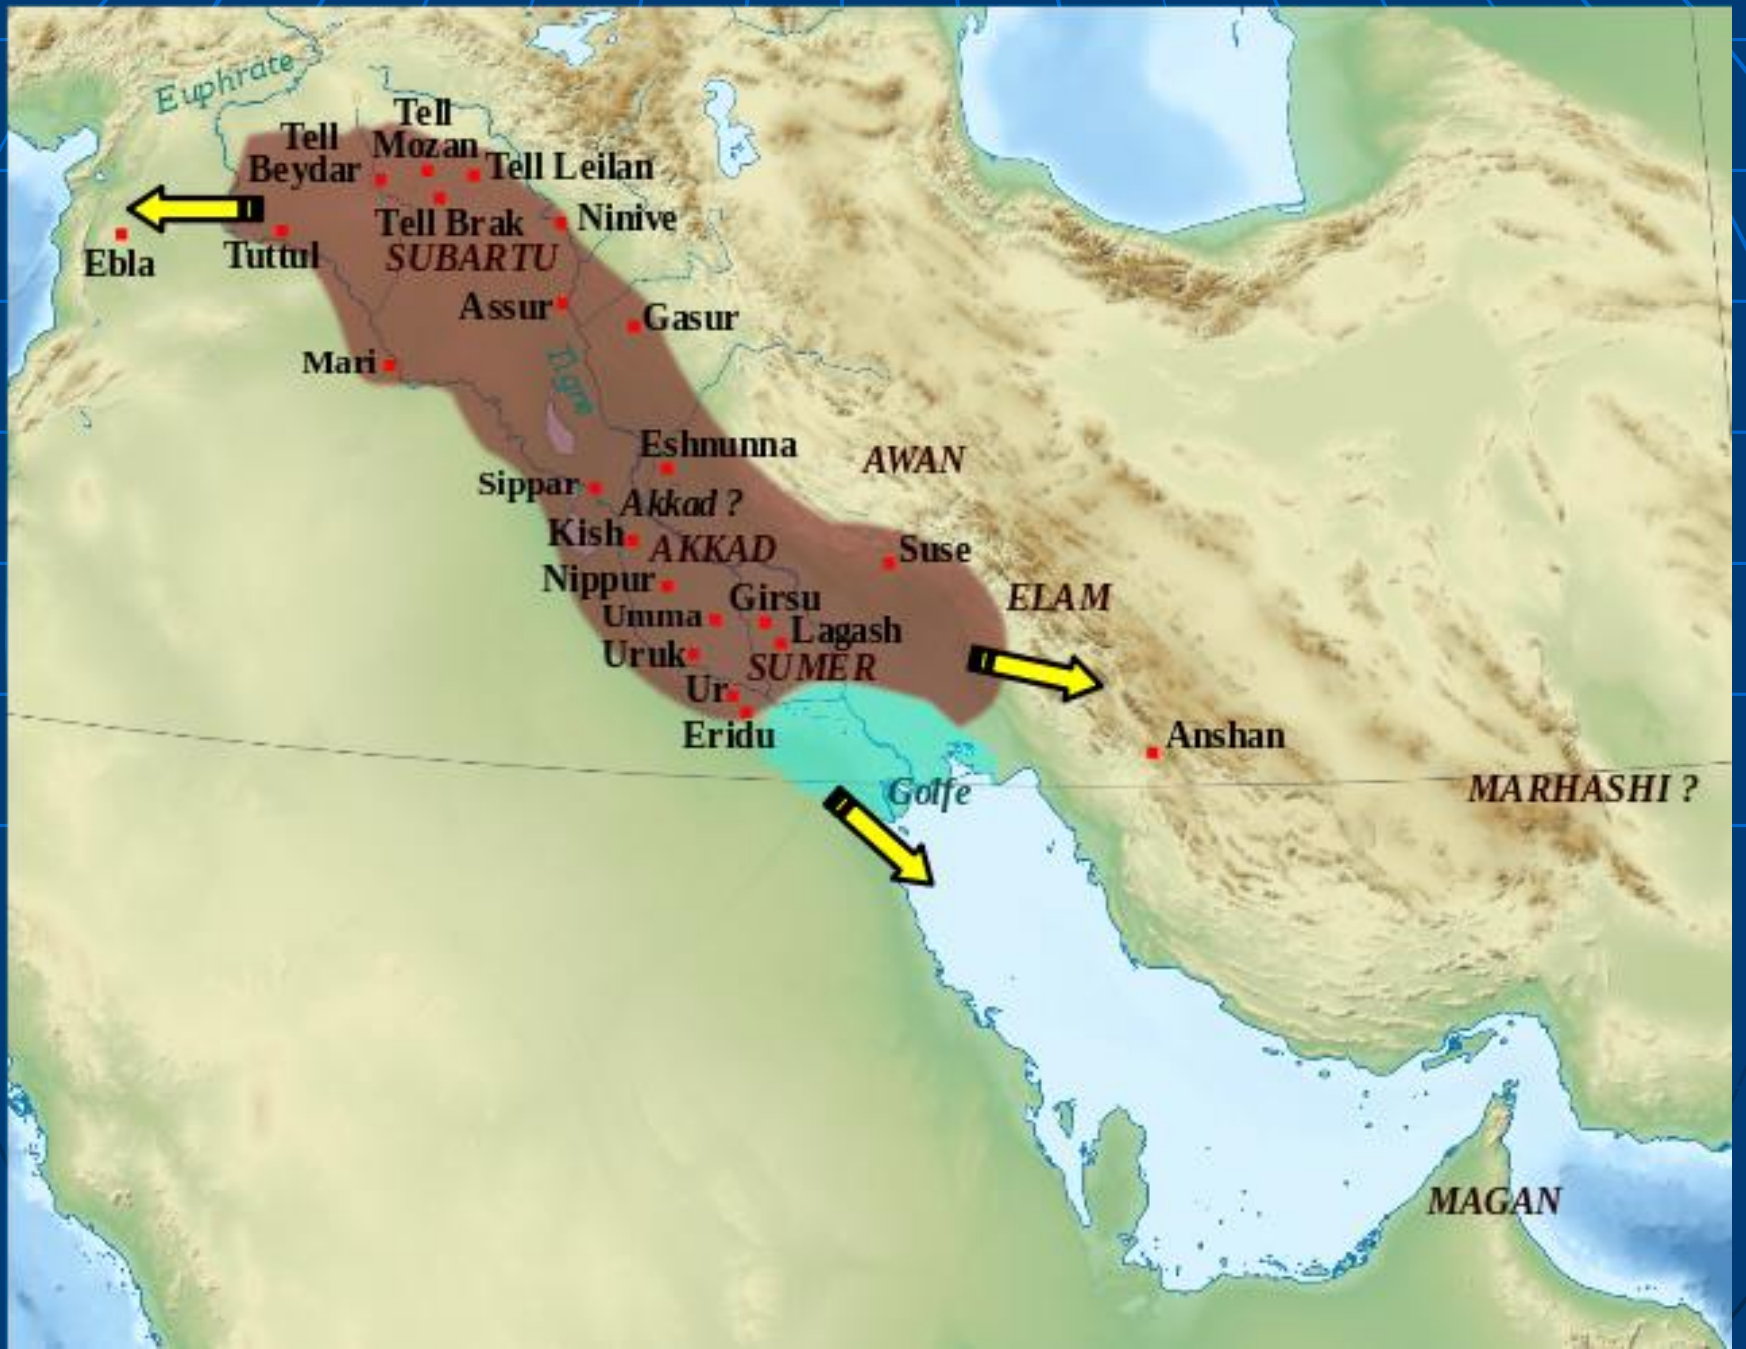 Euphrate
Tell
Mozan
Tell
Beydar
Tell Leilan
Tell Brak
Ninive
SUBARTU
Ebla
Tuttul
Assur
Gasur
Mari
Tigre
Eshnunna
AWAN
Sippar
Akkad ?
Kish
AKKAD
Suse
Nippur
Girsu
ELAM
Umma
Lagash
Uruk
SUMER
Ur
Eridu
Anshan
Golfe
MARHASHI ?
MAGAN